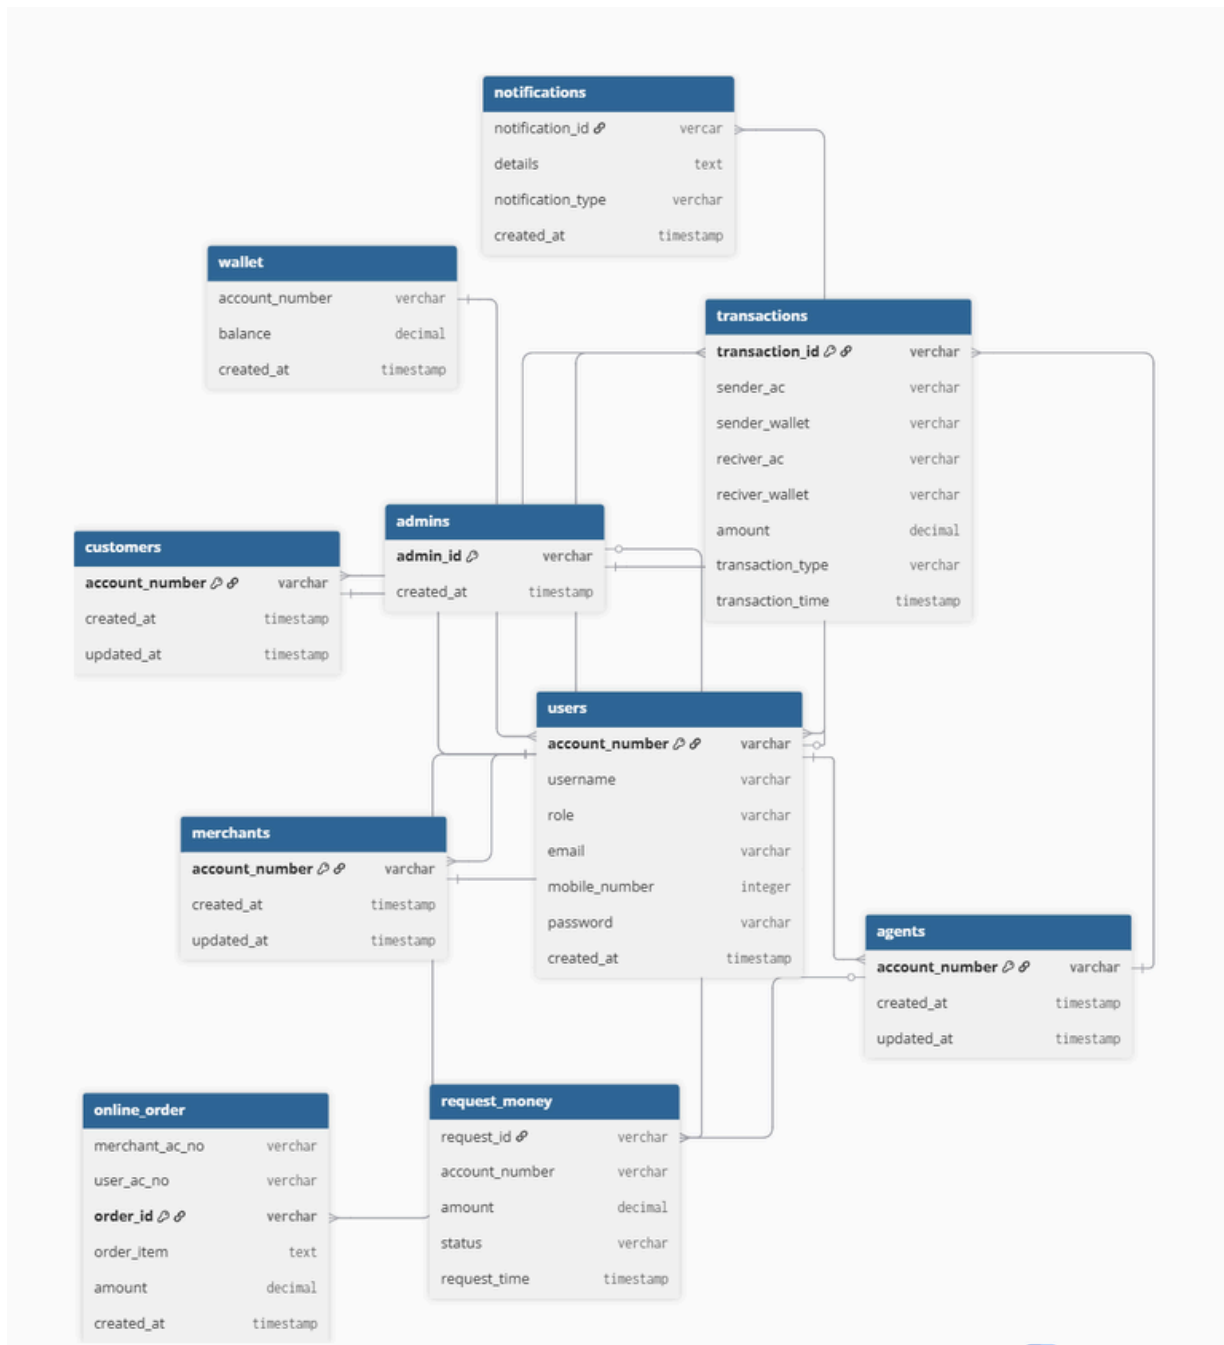 notifications
notification_id vercar
details text
notification_type verchar
created_at timestamp
wallet
account_number verchar
balance decimal
created_at timestamp
transactions
transaction_id verchar
sender_ac verchar
sender_wallet verchar
reciver_ac verchar
reciver_wallet verchar
amount decimal
transaction_type verchar
transaction_time timestamp
admins
admin_id verchar
created_at timestamp
customers
account_number varchar
created_at timestamp
updated_at timestamp
users
account_number varchar
username varchar
role varchar
email varchar
mobile_number integer
password varchar
created_at timestamp
merchants
account_number varchar
created_at timestamp
updated_at timestamp
agents
account_number varchar
created_at timestamp
updated_at timestamp
online_order
merchant_ac_no verchar
user_ac_no verchar
order_id verchar
order_item text
amount decimal
created_at timestamp
request_money
request_id verchar
account_number verchar
amount decimal
status verchar
request_time timestamp